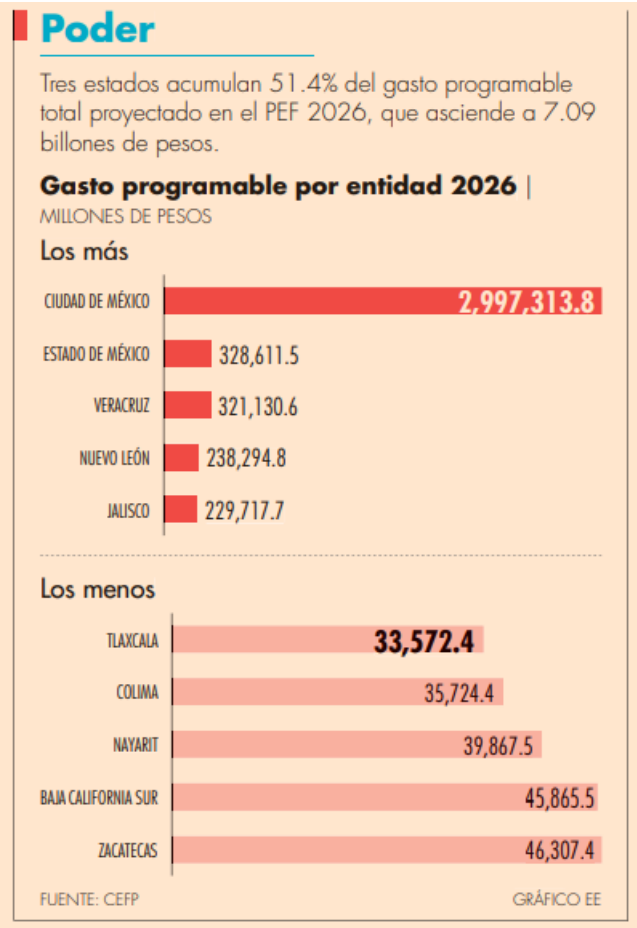 Poder
Tres estados acumulan 51.4% del gasto programable
total proyectado en el PEF 2026, que asciende a 7.09
billones de pesos.
Gasto programable por entidad 2026 |
MILLONES DE PESOS
Los más
CIUDAD DE MÉXICO 2,997,313.8
ESTADO DE MÉXICO 328,611.5
VERACRUZ 321,130.6
NUEVO LEÓN 238,294.8
JALISCO 229,717.7
Los menos
TLAXCALA 33,572.4
COLIMA 35,724.4
NAYARIT 39,867.5
BAJA CALIFORNIA SUR 45,865.5
ZACATECAS 46,307.4
FUENTE: CEFP GRÁFICO EE